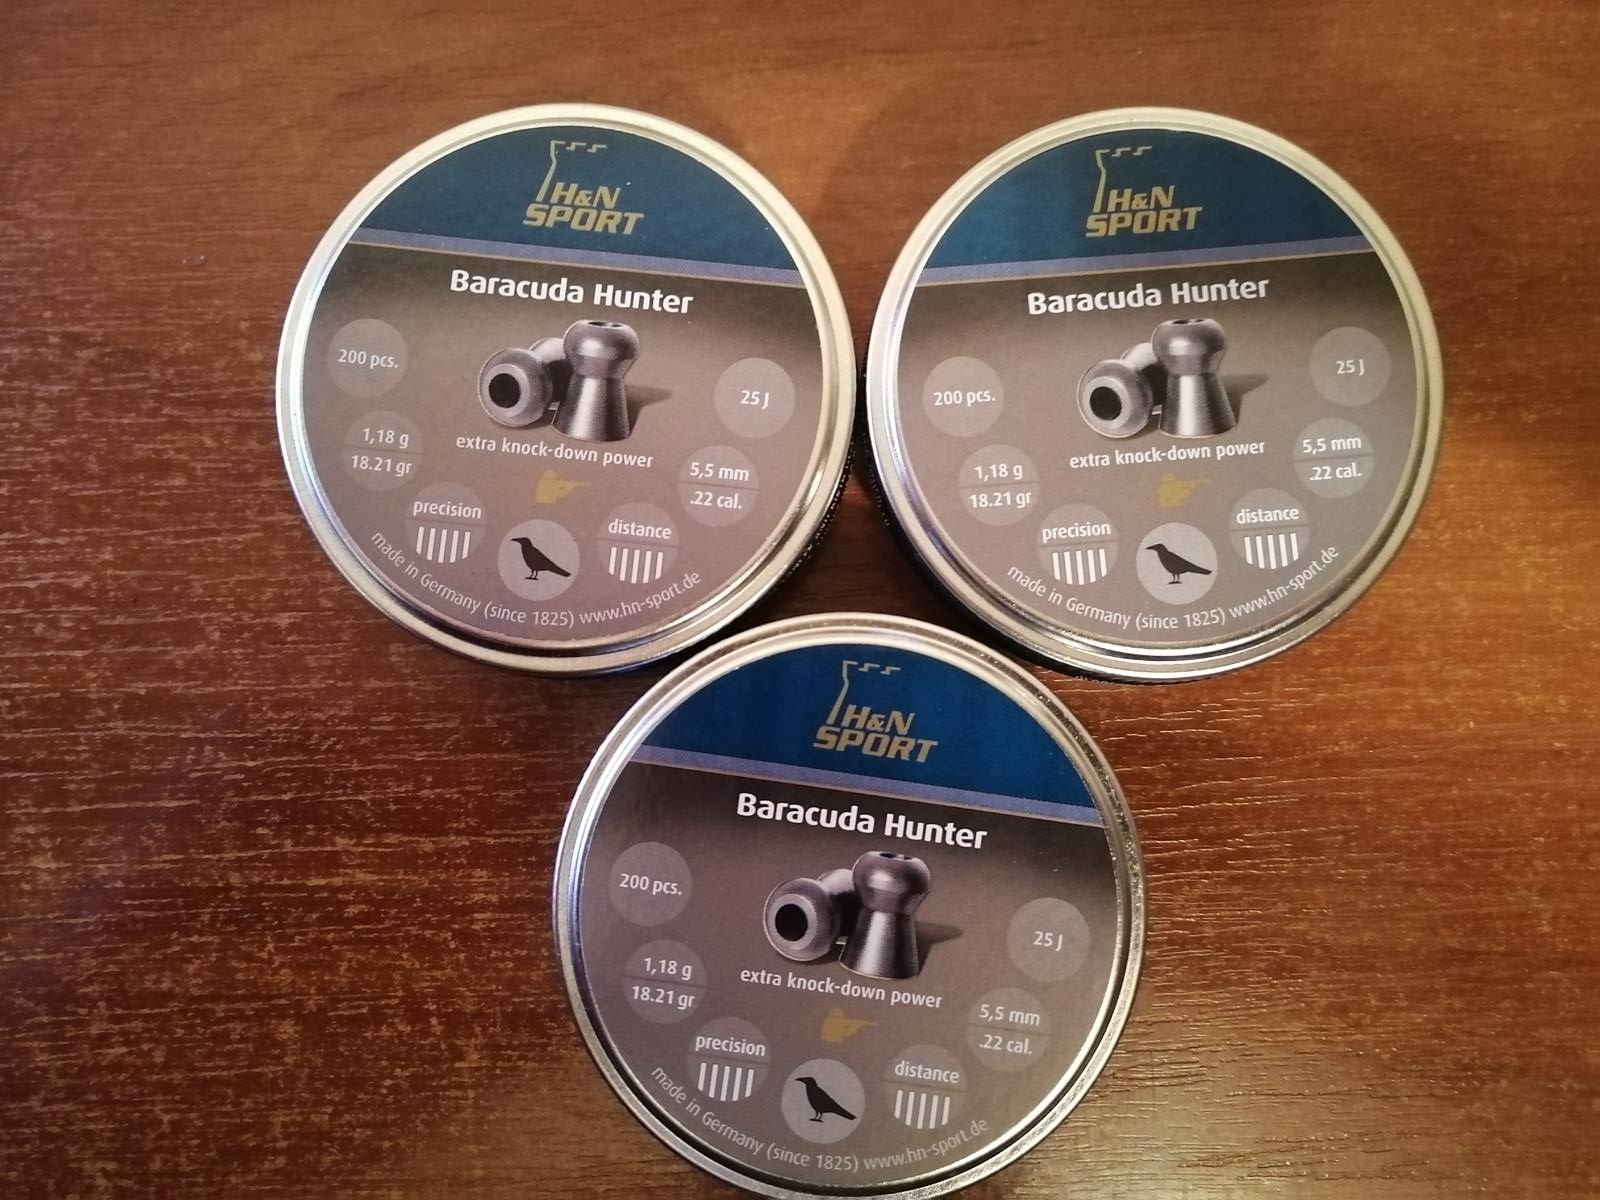 H&N
SPORT
Baracuda Hunter
200 pcs.
25 J
1,18 g
18.21 gr
extra knock-down power
5,5 mm
.22 cal.
precision
distance
made in Germany (since 1825) www.hn-sport.de
H&N
SPORT
Baracuda Hunter
200 pcs.
25 J
1,18 g
18.21 gr
extra knock-down power
5,5 mm
.22 cal.
precision
distance
made in Germany (since 1825) www.hn-sport.de
H&N
SPORT
Baracuda Hunter
200 pcs.
25 J
1,18 g
18.21 gr
extra knock-down power
5,5 mm
.22 cal.
precision
distance
made in Germany (since 1825) www.hn-sport.de